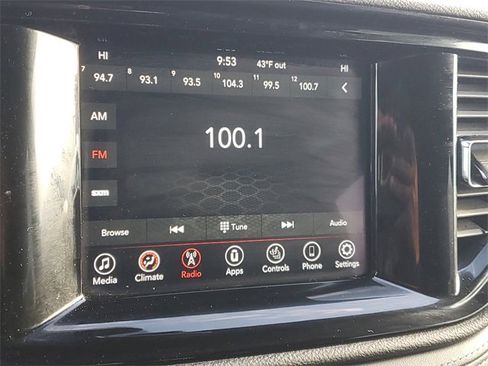 HI 9:53 43°F out HI
7 94.7 8 93.1 9 93.5 10 104.3 11 99.5 12 100.7
AM
100.1
FM
SXM
Browse Tune Audio
Media Climate Radio Apps Controls Phone Settings